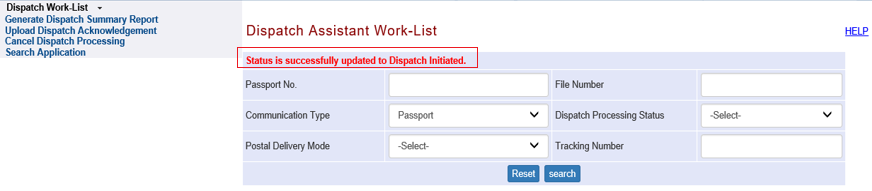 Dispatch Work-List
Generate Dispatch Summary Report
Upload Dispatch Acknowledgement
Cancel Dispatch Processing
Search Application
Dispatch Assistant Work-List
HELP
Status is successfully updated to Dispatch Initiated.
Passport No. File Number
Communication Type Passport Dispatch Processing Status -Select-
Postal Delivery Mode -Select- Tracking Number
Reset search